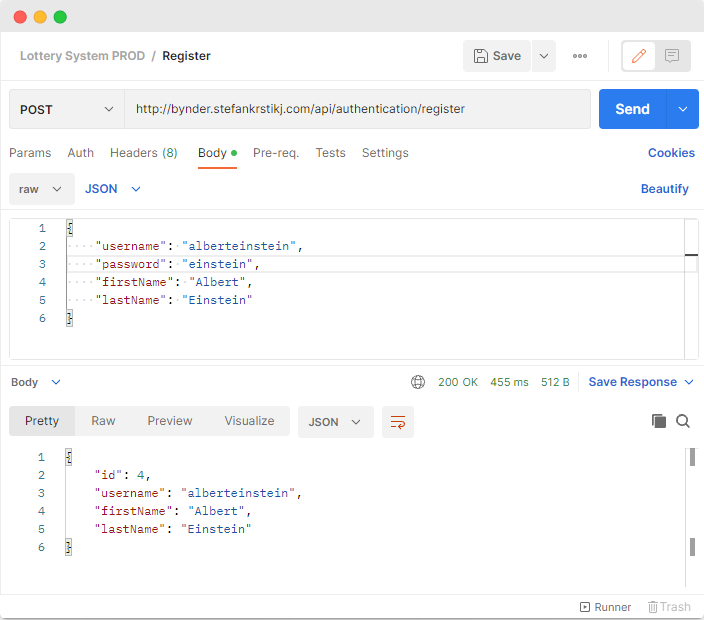 Lottery System PROD / Register
Save
POST
http://bynder.stefankrstikj.com/api/authentication/register
Send
Params Auth Headers (8) Body Pre-req. Tests Settings Cookies
raw JSON Beautify
1 {
2 "username": "alberteinstein",
3 "password": "einstein",
4 "firstName": "Albert",
5 "lastName": "Einstein"
6 }
Body 200 OK 455 ms 512 B Save Response
Pretty Raw Preview Visualize JSON
1 {
2 "id": 4,
3 "username": "alberteinstein",
4 "firstName": "Albert",
5 "lastName": "Einstein"
6 }
Runner Trash